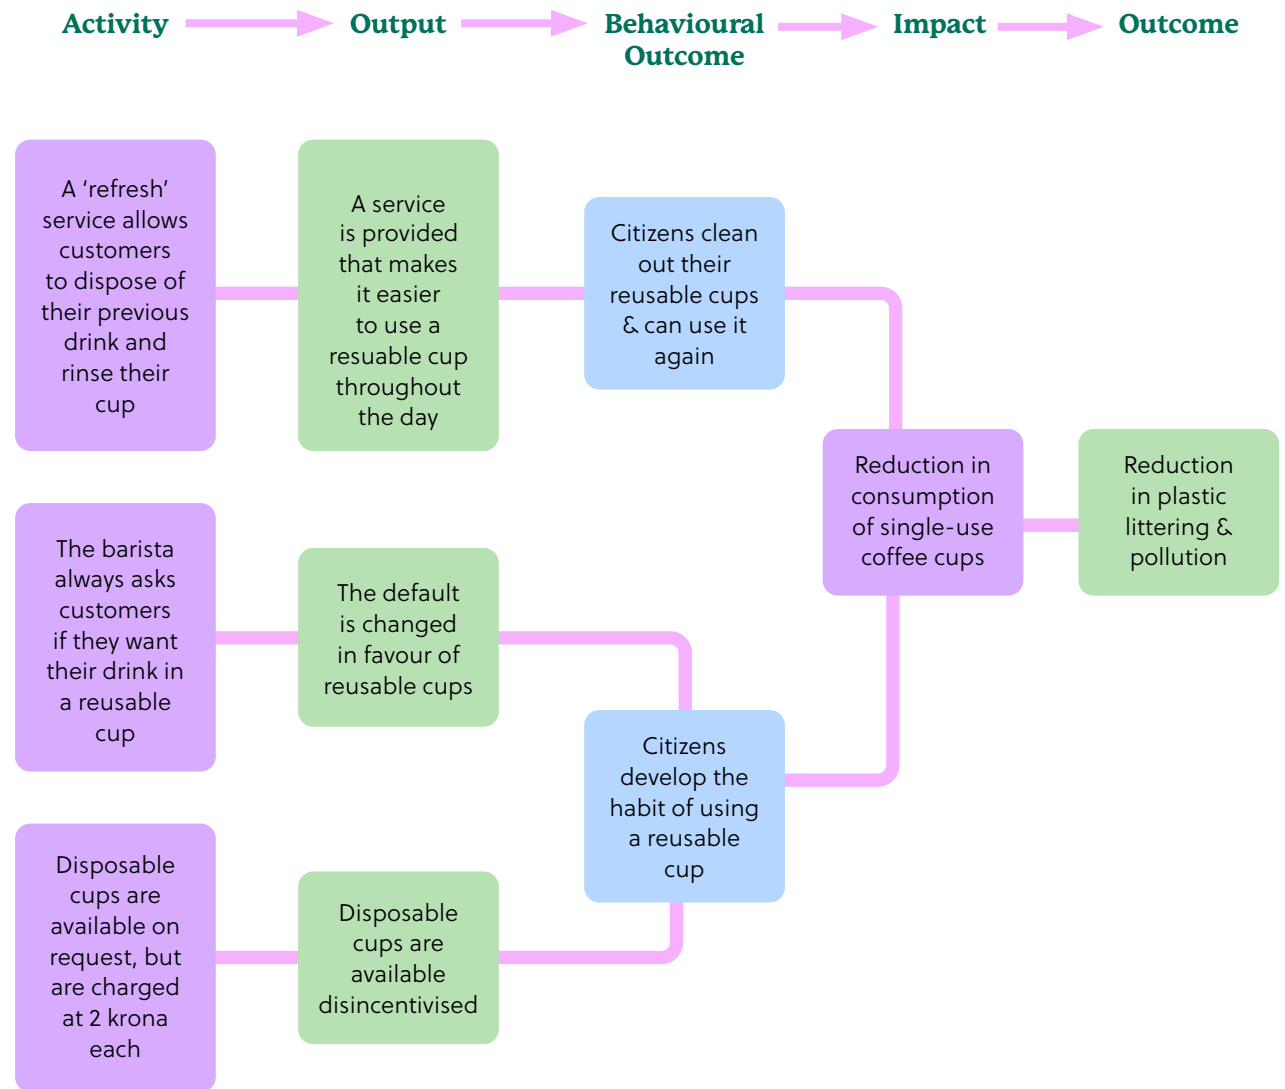 Activity
Output
Behavioural
Outcome
Impact
Outcome
A ‘refresh’
service allows
customers
to dispose of
their previous
drink and
rinse their
cup
A service
is provided
that makes
it easier
to use a
resuable cup
throughout
the day
Citizens clean
out their
reusable cups
& can use it
again
Reduction in
consumption
of single-use
coffee cups
Reduction
in plastic
littering &
pollution
The barista
always asks
customers
if they want
their drink in
a reusable
cup
The default
is changed
in favour of
reusable cups
Citizens
develop the
habit of using
a reusable
cup
Disposable
cups are
available on
request, but
are charged
at 2 krona
each
Disposable
cups are
available
disincentivised